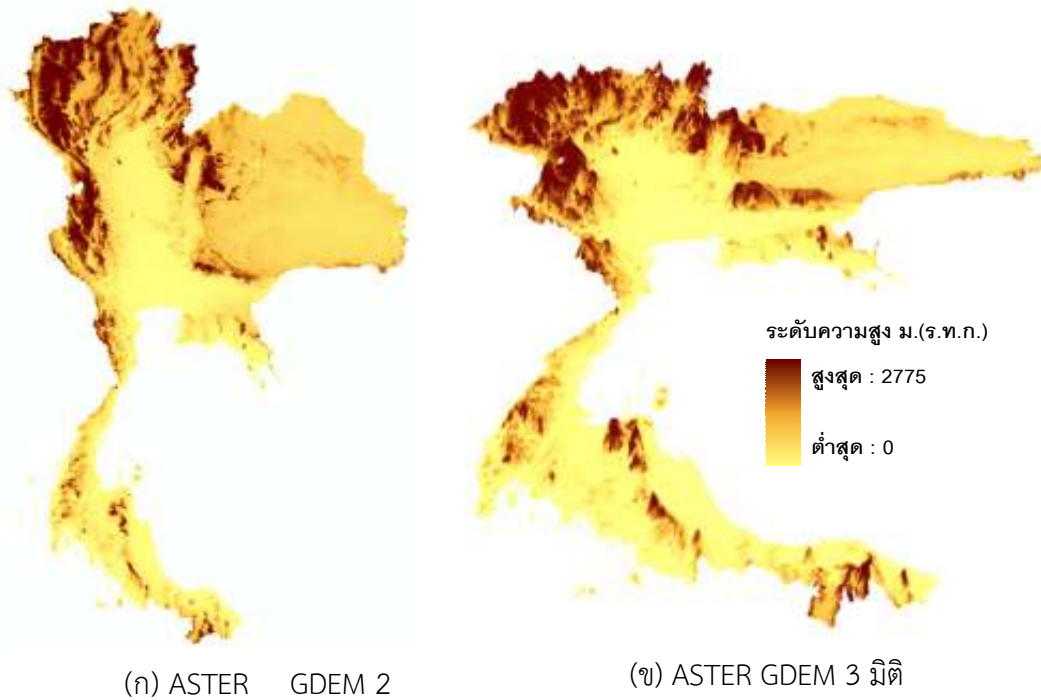 ระดับความสูง ม.(ร.ท.ก.)
สูงสุด : 2775
ต่ำสุด : 0
(ก) ASTER GDEM 2
(ข) ASTER GDEM 3 มิติ